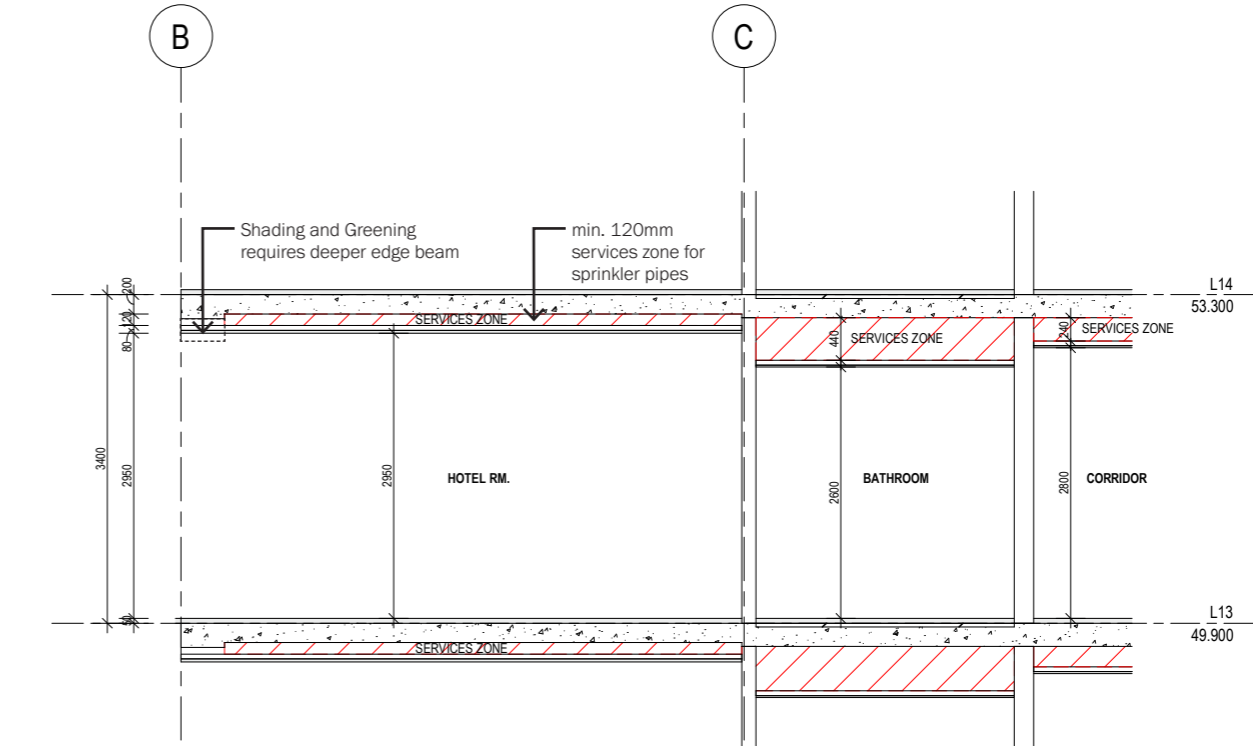 B
C
Shading and Greening
requires deeper edge beam
min. 120mm
services zone for
sprinkler pipes
200
120
80
SERVICES ZONE
L14
53.300
440
SERVICES ZONE
240
SERVICES ZONE
3400
2950
2950
HOTEL RM.
2600
BATHROOM
2800
CORRIDOR
50
L13
49.900
SERVICES ZONE